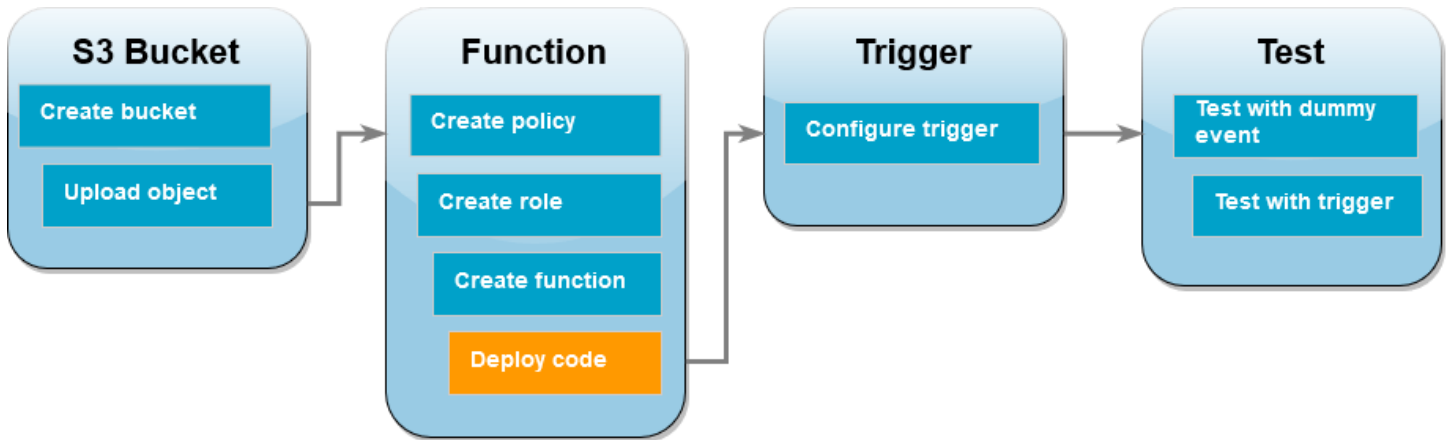 S3 Bucket
Create bucket
Upload object
Function
Create policy
Create role
Create function
Deploy code
Trigger
Configure trigger
Test
Test with dummy
event
Test with trigger